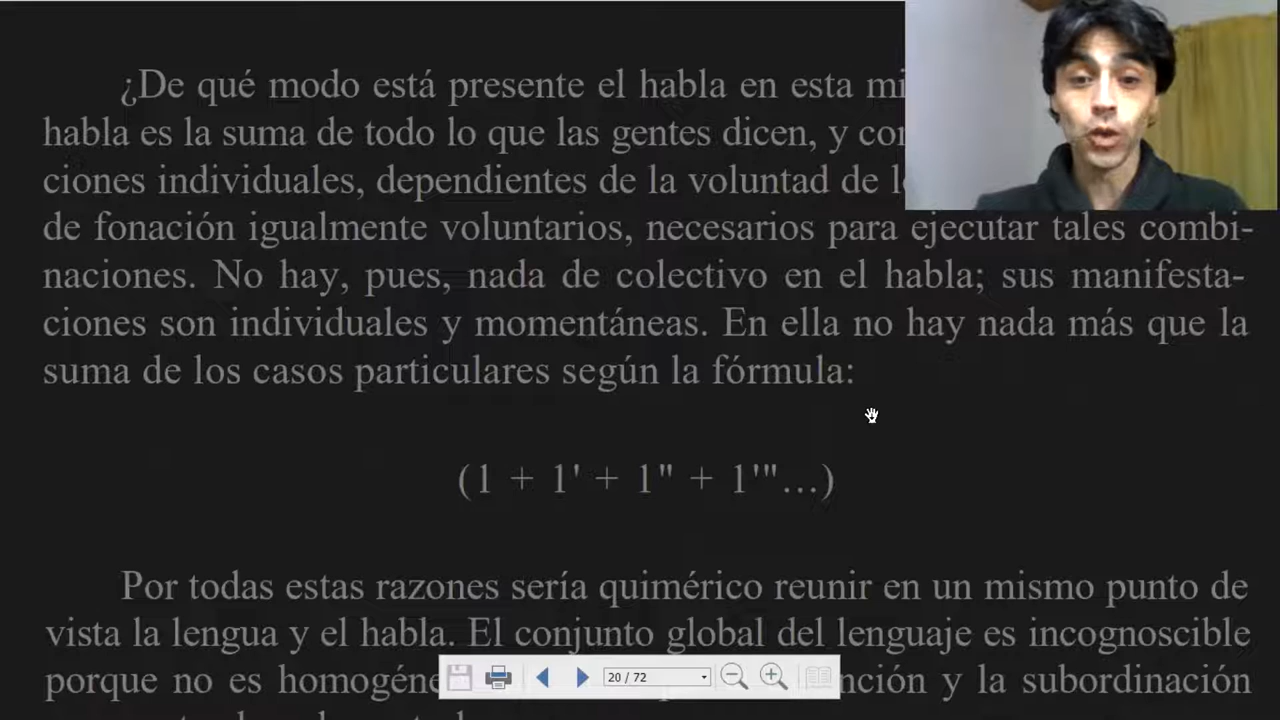 ¿De qué modo está presente el habla en esta mi
habla es la suma de todo lo que las gentes dicen, y co
ciones individuales, dependientes de la voluntad de l
de fonación igualmente voluntarios, necesarios para ejecutar tales combi-
naciones. No hay, pues, nada de colectivo en el habla; sus manifesta-
ciones son individuales y momentáneas. En ella no hay nada más que la
suma de los casos particulares según la fórmula:
(1 + 1' + 1" + 1'"...)
Por todas estas razones sería quimérico reunir en un mismo punto de
vista la lengua y el habla. El conjunto global del lenguaje es incognoscible
porque no es homogéne nción y la subordinación
20 / 72